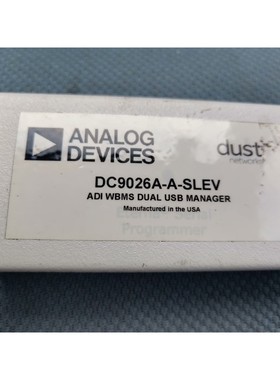 ANALOG
DEVICES
dust
networks
DC9026A-A-SLEV
ADI WBMS DUAL USB MANAGER
Manufactured in the USA
Programmer